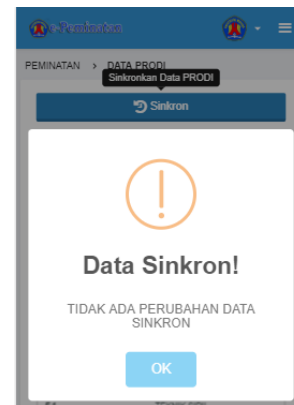 e-Peminatan
PEMINATAN > DATA PRODI
Sinkronkan Data PRODI
Sinkron
Data Sinkron!
TIDAK ADA PERUBAHAN DATA
SINKRON
OK